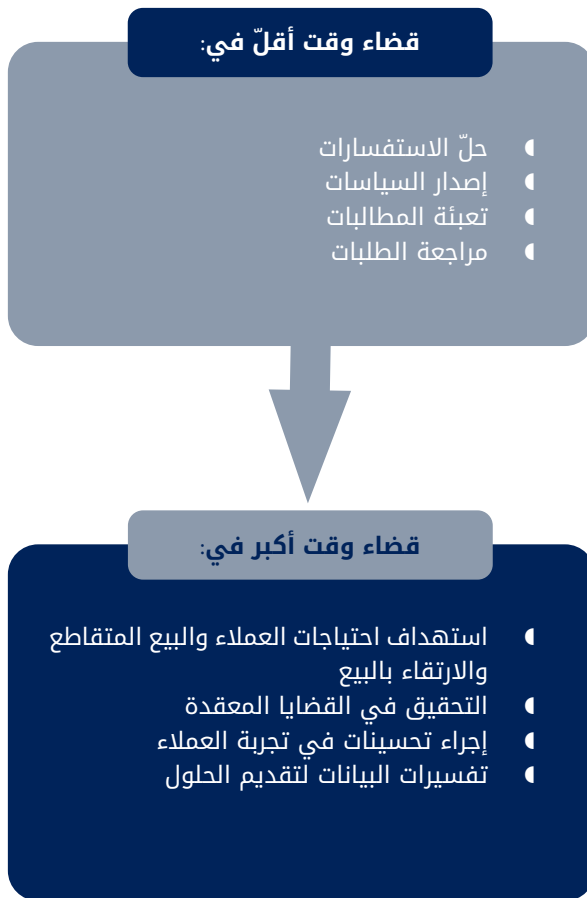 قضاء وقت أقلّ في:
حلّ الاستفسارات
إصدار السياسات
تعبئة المطالبات
مراجعة الطلبات
قضاء وقت أكبر في:
استهداف احتياجات العملاء والبيع المتقاطع
والارتقاء بالبيع
التحقيق في القضايا المعقدة
إجراء تحسينات في تجربة العملاء
تفسيرات البيانات لتقديم الحلول